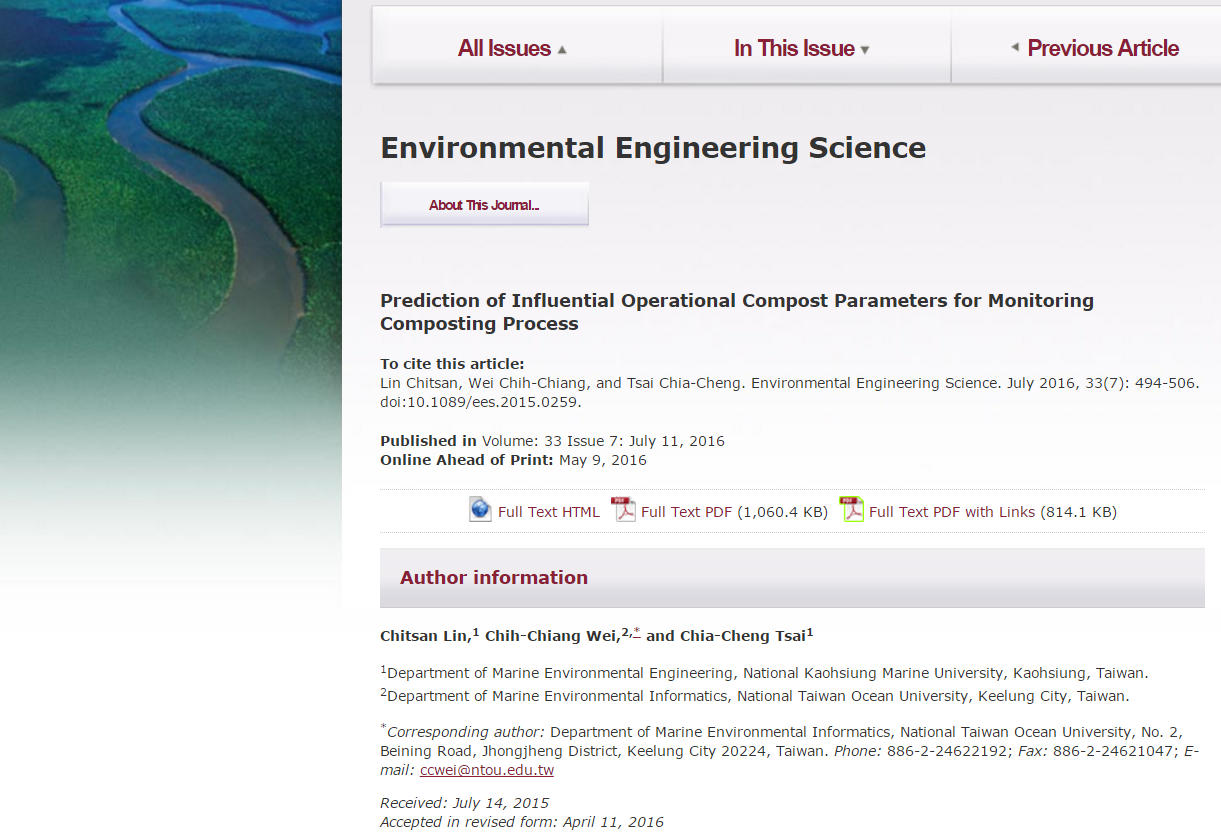 All Issues ▲
In This Issue ▼
◄ Previous Article
Environmental Engineering Science
About This Journal...
Prediction of Influential Operational Compost Parameters for Monitoring
Composting Process
To cite this article:
Lin Chitsan, Wei Chih-Chiang, and Tsai Chia-Cheng. Environmental Engineering Science. July 2016, 33(7): 494-506.
doi:10.1089/ees.2015.0259.
Published in Volume: 33 Issue 7: July 11, 2016
Online Ahead of Print: May 9, 2016
Full Text HTML
Full Text PDF (1,060.4 KB)
Full Text PDF with Links (814.1 KB)
Author information
Chitsan Lin,1 Chih-Chiang Wei,2,* and Chia-Cheng Tsai1
1Department of Marine Environmental Engineering, National Kaohsiung Marine University, Kaohsiung, Taiwan.
2Department of Marine Environmental Informatics, National Taiwan Ocean University, Keelung City, Taiwan.
*Corresponding author: Department of Marine Environmental Informatics, National Taiwan Ocean University, No. 2,
Beining Road, Jhongjheng District, Keelung City 20224, Taiwan. Phone: 886-2-24622192; Fax: 886-2-24621047; E-
mail: ccwei@ntou.edu.tw
Received: July 14, 2015
Accepted in revised form: April 11, 2016